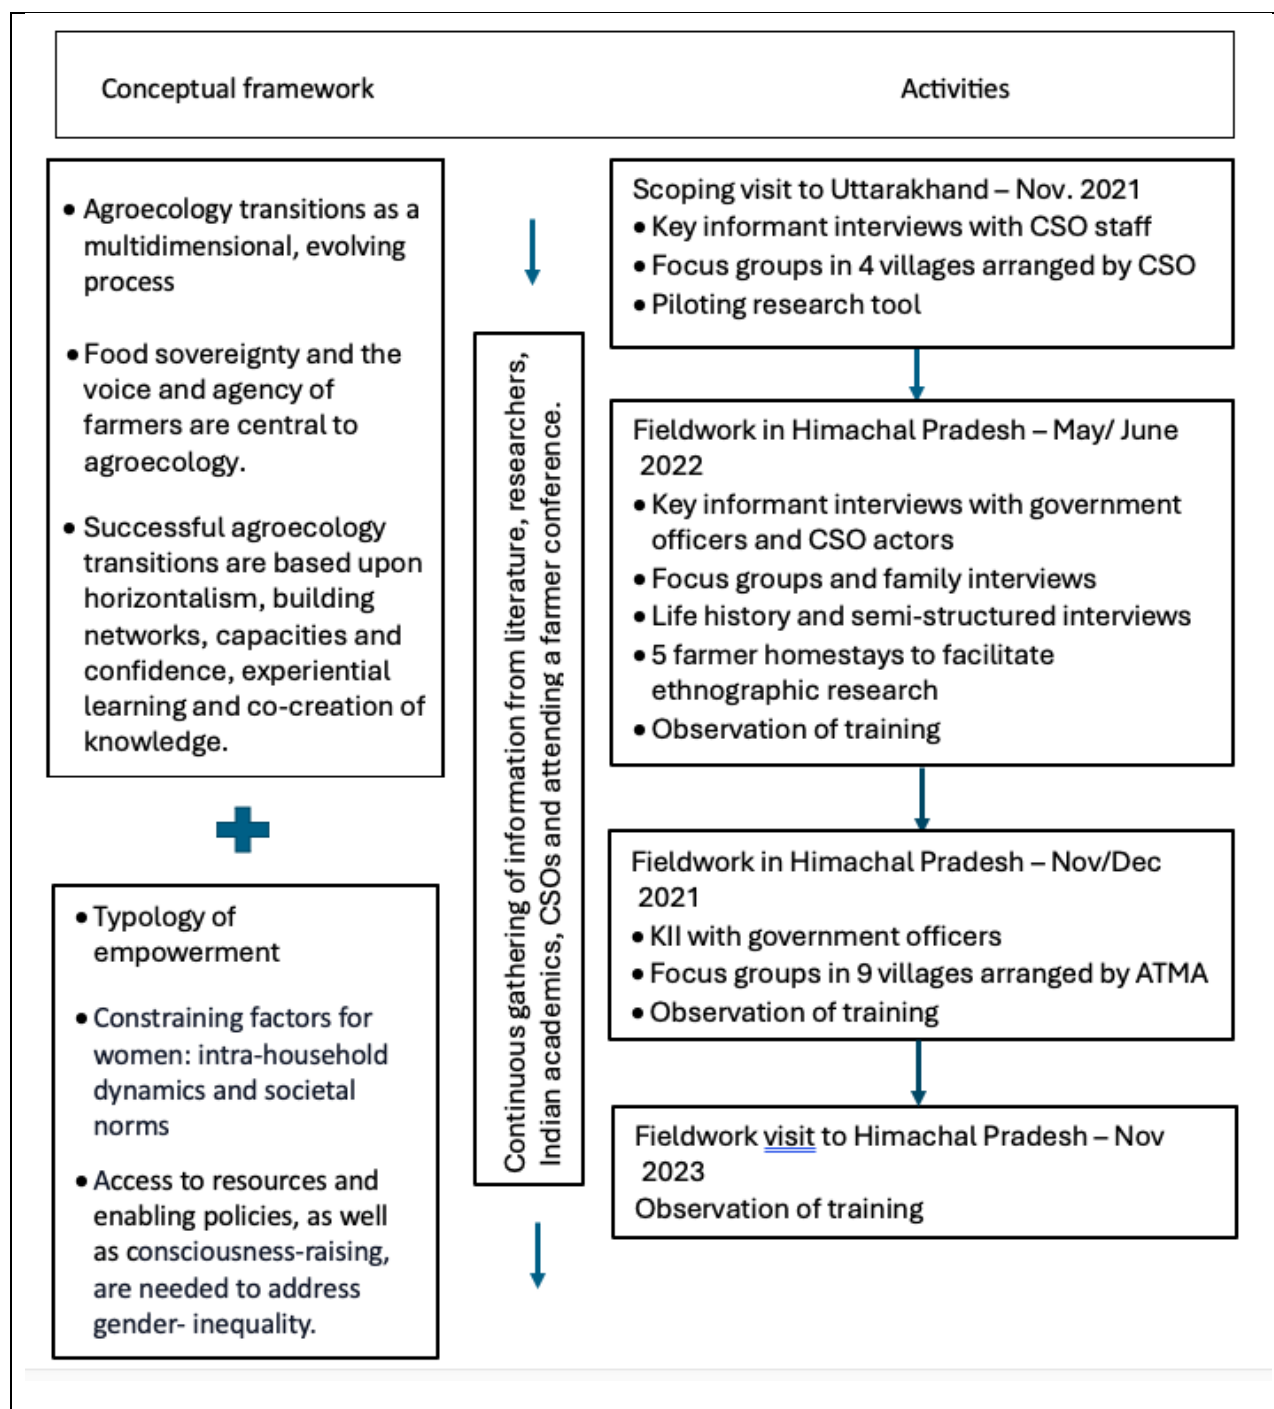 Conceptual framework
Activities
• Agroecology transitions as a
multidimensional, evolving
process
• Food sovereignty and the
voice and agency of
farmers are central to
agroecology.
• Successful agroecology
transitions are based upon
horizontalism, building
networks, capacities and
confidence, experiential
learning and co-creation of
knowledge.
• Typology of
empowerment
• Constraining factors for
women: intra-household
dynamics and societal
norms
• Access to resources and
enabling policies, as well
as consciousness-raising,
are needed to address
gender- inequality.
Continuous gathering of information from literature, researchers,
Indian academics, CSOs and attending a farmer conference.
Scoping visit to Uttarakhand – Nov. 2021
• Key informant interviews with CSO staff
• Focus groups in 4 villages arranged by CSO
• Piloting research tool
Fieldwork in Himachal Pradesh – May/ June
2022
• Key informant interviews with government
officers and CSO actors
• Focus groups and family interviews
• Life history and semi-structured interviews
• 5 farmer homestays to facilitate
ethnographic research
• Observation of training
Fieldwork in Himachal Pradesh – Nov/Dec
2021
• KII with government officers
• Focus groups in 9 villages arranged by ATMA
• Observation of training
Fieldwork visit to Himachal Pradesh – Nov
2023
Observation of training